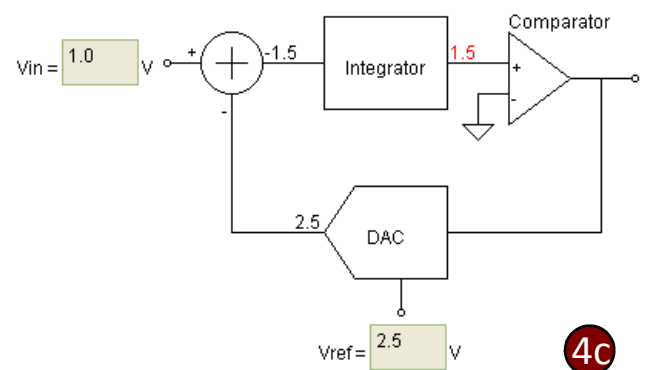 Comparator
Vin = 1.0 V + -1.5 Integrator 1.5 + -
-
2.5 DAC
Vref = 2.5 V
4c